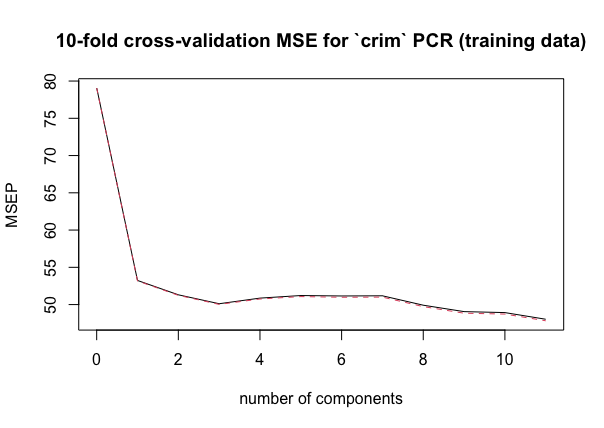 10-fold cross-validation MSE for `crim` PCR (training data)
MSEP
80
75
70
65
60
55
50
0 2 4 6 8 10
number of components